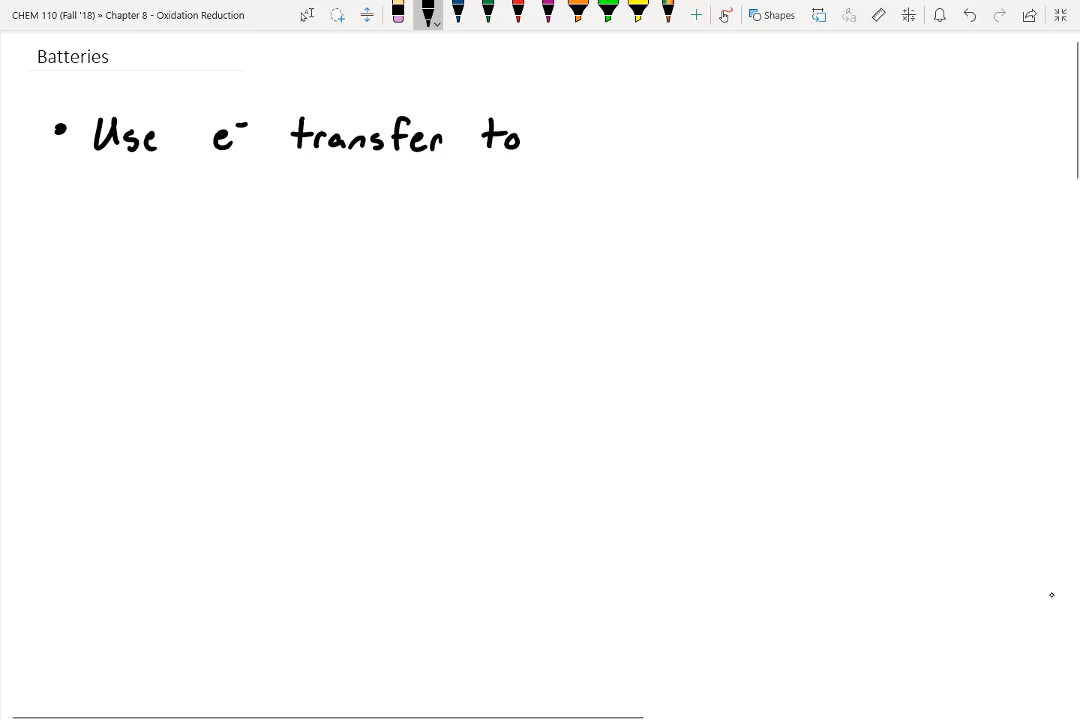 CHEM 110 (Fall '18) » Chapter 8 - Oxidation Reduction
Shapes
Batteries
• Use e⁻ transfer to